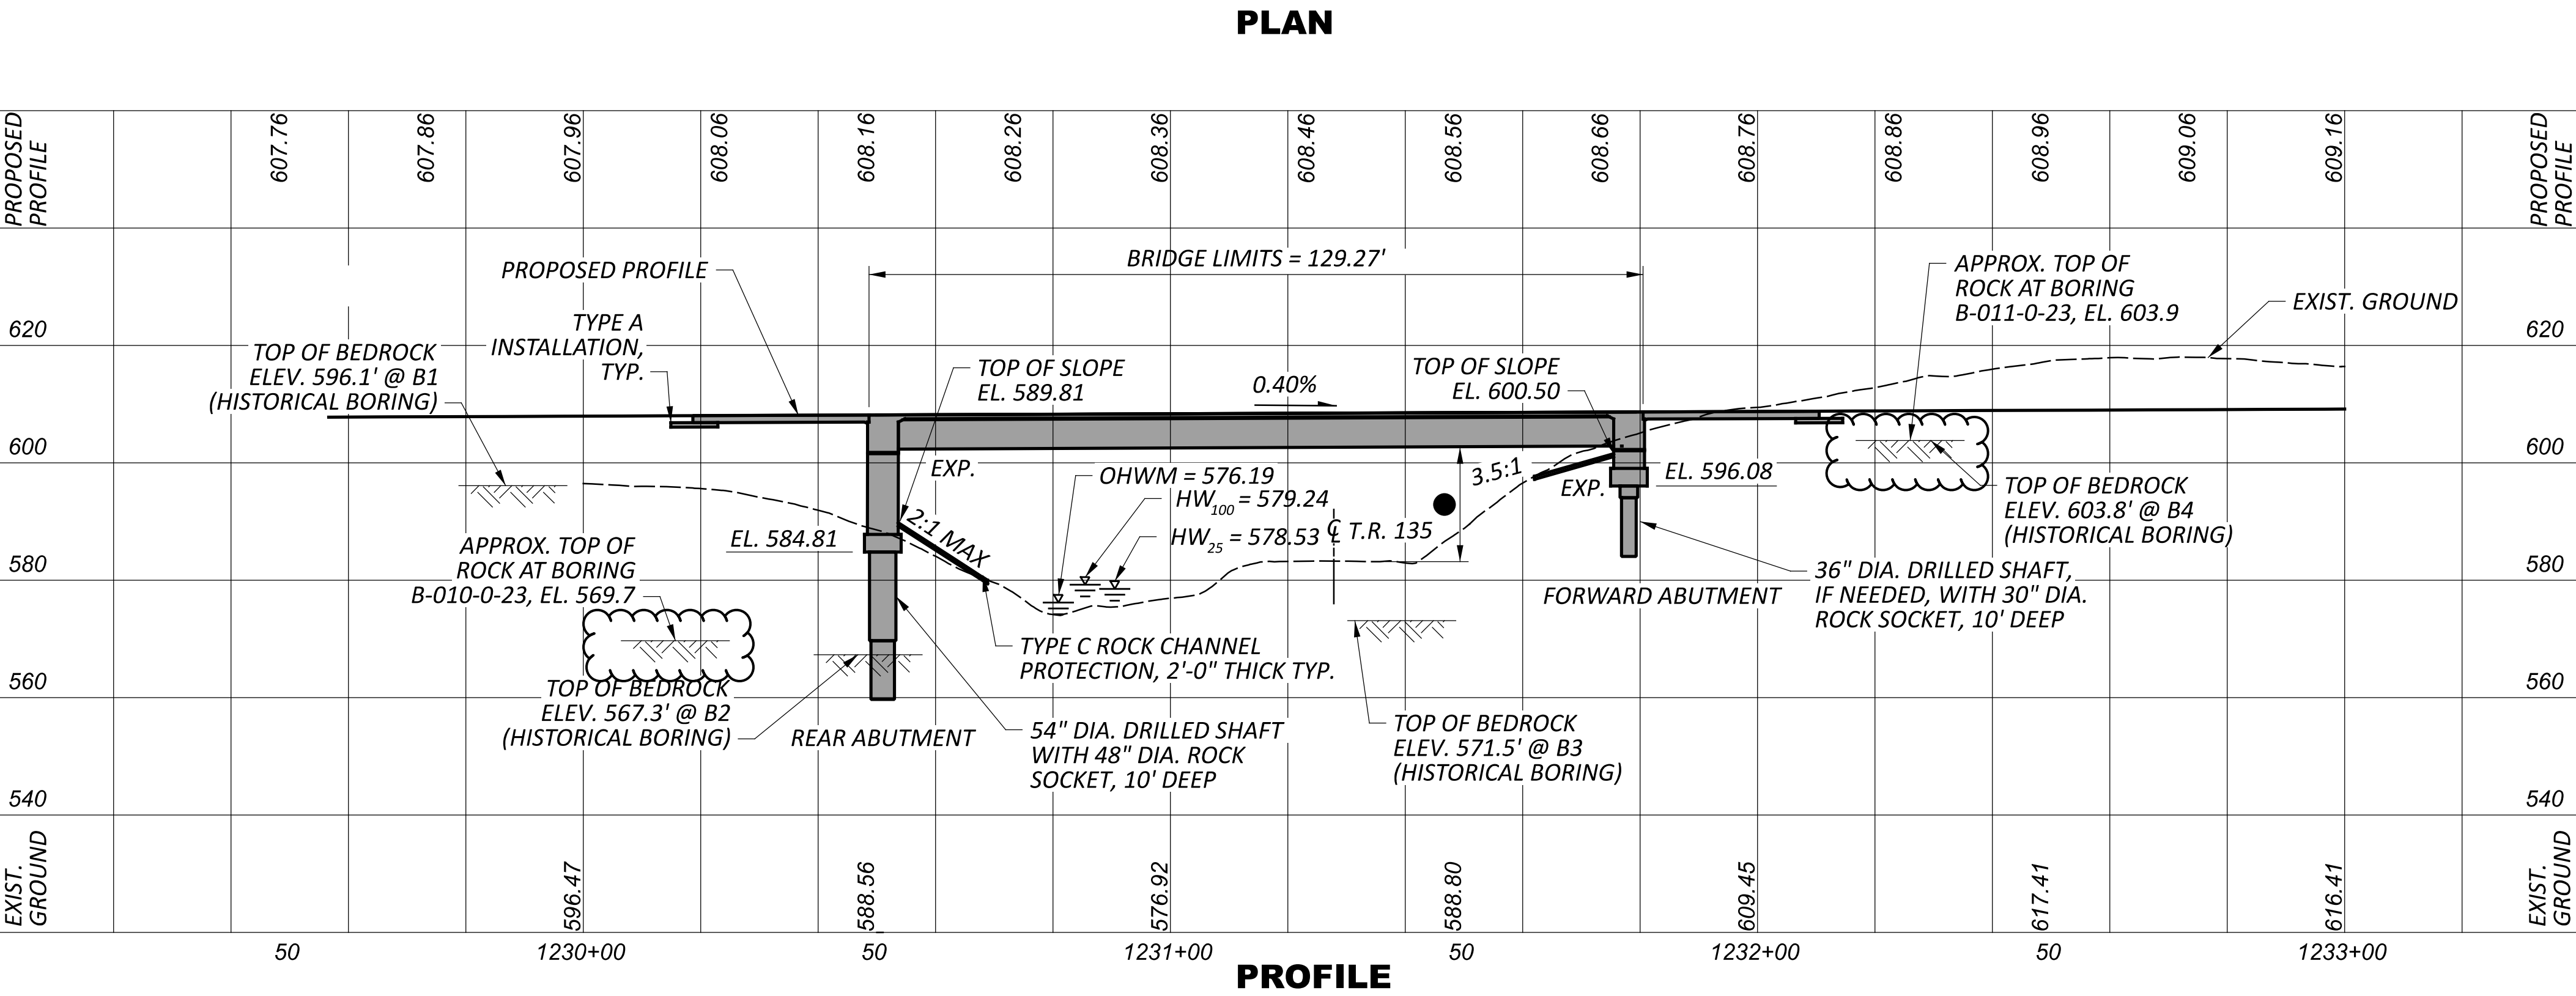 PLAN
PROPOSED
PROFILE
607.76
607.86
607.96
608.06
608.16
608.26
608.36
608.46
608.56
608.66
608.76
608.86
608.96
609.06
609.16
PROPOSED
PROFILE
BRIDGE LIMITS = 129.27'
PROPOSED PROFILE
APPROX. TOP OF
ROCK AT BORING
B-011-0-23, EL. 603.9
EXIST. GROUND
620
620
TYPE A
INSTALLATION,
TYP.
TOP OF BEDROCK
ELEV. 596.1' @ B1
(HISTORICAL BORING)
TOP OF SLOPE
EL. 589.81
0.40%
TOP OF SLOPE
EL. 600.50
600
600
EXP.
OHWM = 576.19
HW100 = 579.24
HW25 = 578.53
℄ T.R. 135
3.5:1
EXP.
EL. 596.08
TOP OF BEDROCK
ELEV. 603.8' @ B4
(HISTORICAL BORING)
2:1 MAX
EL. 584.81
APPROX. TOP OF
ROCK AT BORING
B-010-0-23, EL. 569.7
580
580
FORWARD ABUTMENT
36" DIA. DRILLED SHAFT,
IF NEEDED, WITH 30" DIA.
ROCK SOCKET, 10' DEEP
TYPE C ROCK CHANNEL
PROTECTION, 2'-0" THICK TYP.
560
560
TOP OF BEDROCK
ELEV. 567.3' @ B2
(HISTORICAL BORING)
REAR ABUTMENT
54" DIA. DRILLED SHAFT
WITH 48" DIA. ROCK
SOCKET, 10' DEEP
TOP OF BEDROCK
ELEV. 571.5' @ B3
(HISTORICAL BORING)
540
540
EXIST.
GROUND
596.47
588.56
576.92
588.80
609.45
617.41
616.41
EXIST.
GROUND
50
1230+00
50
1231+00
50
1232+00
50
1233+00
PROFILE